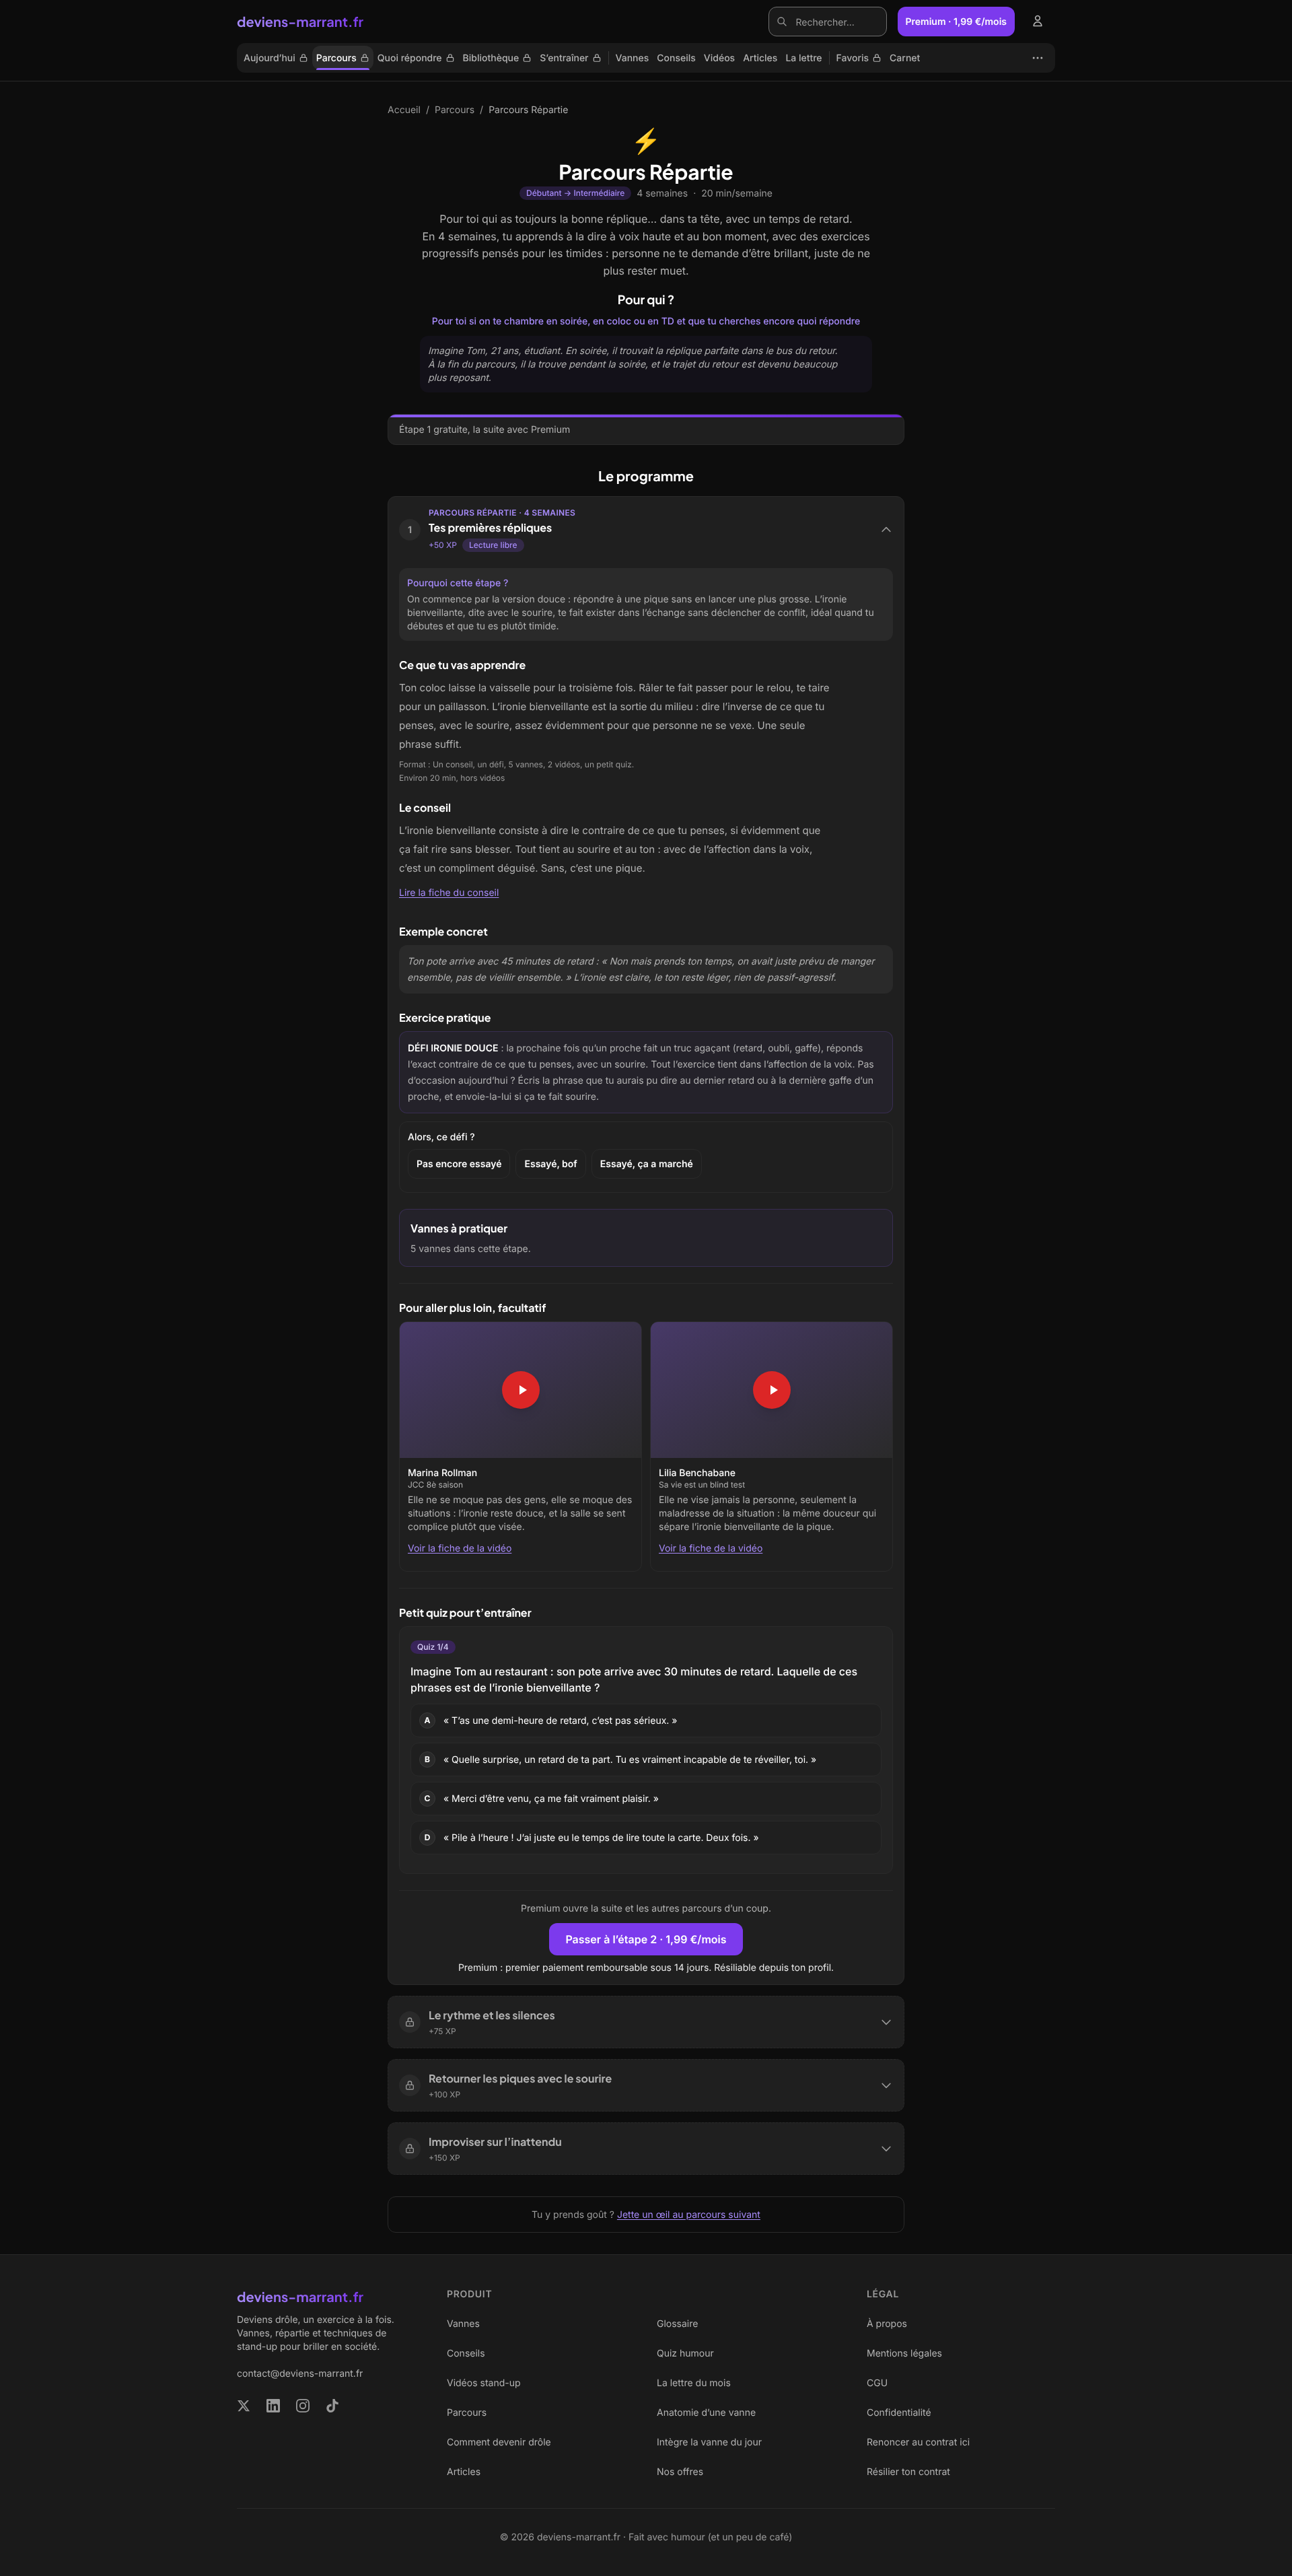 deviens-marrant.fr
Rechercher...
Premium · 1,99 €/mois
Aujourd'hui
Parcours
Quoi répondre
Bibliothèque
S'entraîner
Vannes
Conseils
Vidéos
Articles
La lettre
Favoris
Carnet
Accueil / Parcours / Parcours Répartie
Parcours Répartie
Débutant → Intermédiaire
4 semaines · 20 min/semaine
Pour toi qui as toujours la bonne réplique... dans ta tête, avec un temps de retard.
En 4 semaines, tu apprends à la dire à voix haute et au bon moment, avec des exercices
progressifs pensés pour les timides : personne ne te demande d'être brillant, juste de ne
plus rester muet.
Pour qui ?
Pour toi si on te chambre en soirée, en coloc ou en TD et que tu cherches encore quoi répondre
Imagine Tom, 21 ans, étudiant. En soirée, il trouvait la réplique parfaite dans le bus du retour.
À la fin du parcours, il la trouve pendant la soirée, et le trajet du retour est devenu beaucoup
plus reposant.
Étape 1 gratuite, la suite avec Premium
Le programme
1
PARCOURS RÉPARTIE · 4 SEMAINES
Tes premières répliques
+50 XP
Lecture libre
Pourquoi cette étape ?
On commence par la version douce : répondre à une pique sans en lancer une plus grosse. L'ironie
bienveillante, dite avec le sourire, te fait exister dans l'échange sans déclencher de conflit, idéal quand tu
débutes et que tu es plutôt timide.
Ce que tu vas apprendre
Ton coloc laisse la vaisselle pour la troisième fois. Râler te fait passer pour le relou, te taire
pour un paillasson. L'ironie bienveillante est la sortie du milieu : dire l'inverse de ce que tu
penses, avec le sourire, assez évidemment pour que personne ne se vexe. Une seule
phrase suffit.
Format : Un conseil, un défi, 5 vannes, 2 vidéos, un petit quiz.
Environ 20 min, hors vidéos
Le conseil
L'ironie bienveillante consiste à dire le contraire de ce que tu penses, si évidemment que
ça fait rire sans blesser. Tout tient au sourire et au ton : avec de l'affection dans la voix,
c'est un compliment déguisé. Sans, c'est une pique.
Lire la fiche du conseil
Exemple concret
Ton pote arrive avec 45 minutes de retard : « Non mais prends ton temps, on avait juste prévu de manger
ensemble, pas de vieillir ensemble. » L'ironie est claire, le ton reste léger, rien de passif-agressif.
Exercice pratique
DÉFI IRONIE DOUCE : la prochaine fois qu'un proche fait un truc agaçant (retard, oubli, gaffe), réponds
l'exact contraire de ce que tu penses, avec un sourire. Tout l'exercice tient dans l'affection de la voix. Pas
d'occasion aujourd'hui ? Écris la phrase que tu aurais pu dire au dernier retard ou à la dernière gaffe d'un
proche, et envoie-la-lui si ça te fait sourire.
Alors, ce défi ?
Pas encore essayé
Essayé, bof
Essayé, ça a marché
Vannes à pratiquer
5 vannes dans cette étape.
Pour aller plus loin, facultatif
Marina Rollman
JCC 8è saison
Elle ne se moque pas des gens, elle se moque des
situations : l'ironie reste douce, et la salle se sent
complice plutôt que visée.
Voir la fiche de la vidéo
Lilia Benchabane
Sa vie est un blind test
Elle ne vise jamais la personne, seulement la
maladresse de la situation : la même douceur qui
sépare l'ironie bienveillante de la pique.
Voir la fiche de la vidéo
Petit quiz pour t'entraîner
Quiz 1/4
Imagine Tom au restaurant : son pote arrive avec 30 minutes de retard. Laquelle de ces
phrases est de l'ironie bienveillante ?
A « T'as une demi-heure de retard, c'est pas sérieux. »
B « Quelle surprise, un retard de ta part. Tu es vraiment incapable de te réveiller, toi. »
C « Merci d'être venu, ça me fait vraiment plaisir. »
D « Pile à l'heure ! J'ai juste eu le temps de lire toute la carte. Deux fois. »
Premium ouvre la suite et les autres parcours d'un coup.
Passer à l'étape 2 · 1,99 €/mois
Premium : premier paiement remboursable sous 14 jours. Résiliable depuis ton profil.
Le rythme et les silences
+75 XP
Retourner les piques avec le sourire
+100 XP
Improviser sur l'inattendu
+150 XP
Tu y prends goût ? Jette un œil au parcours suivant
deviens-marrant.fr
Deviens drôle, un exercice à la fois.
Vannes, répartie et techniques de
stand-up pour briller en société.
contact@deviens-marrant.fr
PRODUIT
Vannes
Conseils
Vidéos stand-up
Parcours
Comment devenir drôle
Articles
Glossaire
Quiz humour
La lettre du mois
Anatomie d'une vanne
Intègre la vanne du jour
Nos offres
LÉGAL
À propos
Mentions légales
CGU
Confidentialité
Renoncer au contrat ici
Résilier ton contrat
© 2026 deviens-marrant.fr · Fait avec humour (et un peu de café)